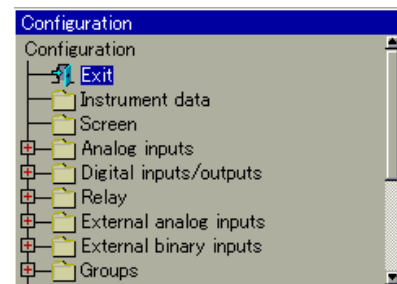 Configuration
Configuration
Exit
Instrument data
Screen
Analog inputs
Digital inputs/outputs
Relay
External analog inputs
External binary inputs
Groups